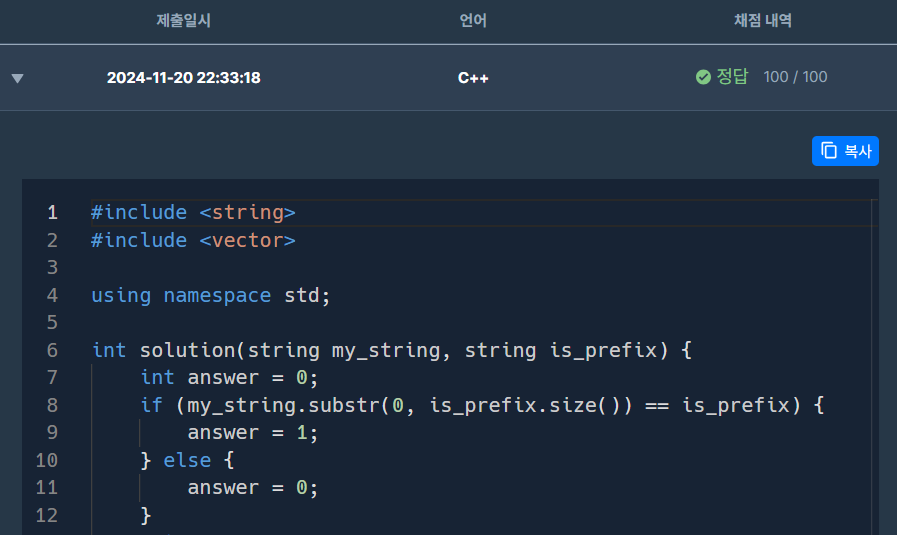 제출일시 언어 채점 내역
2024-11-20 22:33:18 C++ 정답 100 / 100
복사
1 #include <string>
2 #include <vector>
3
4 using namespace std;
5
6 int solution(string my_string, string is_prefix) {
7     int answer = 0;
8     if (my_string.substr(0, is_prefix.size()) == is_prefix) {
9         answer = 1;
10     } else {
11         answer = 0;
12     }